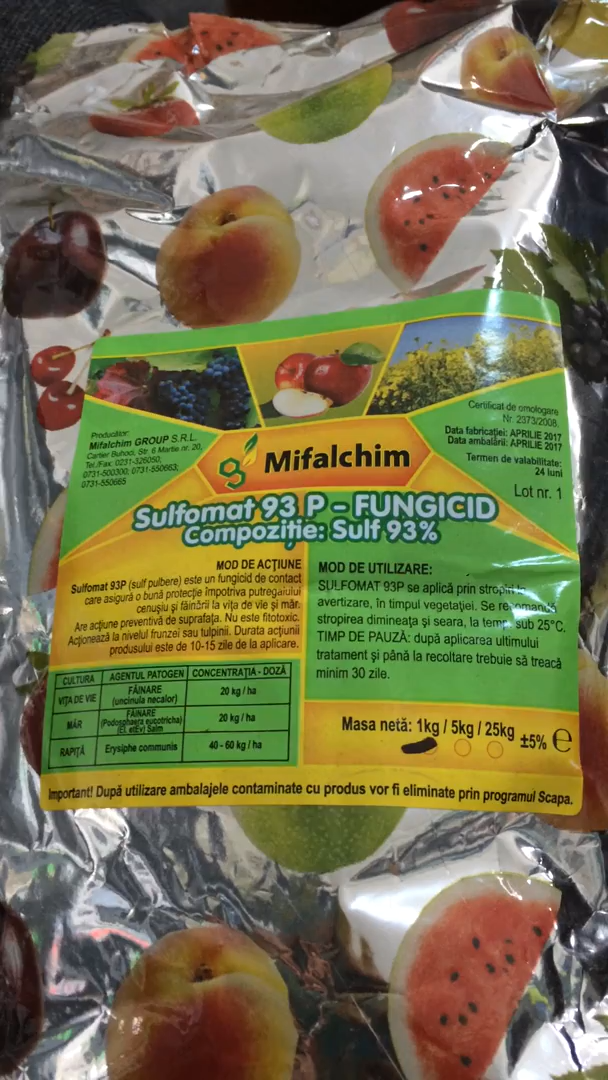 Producător:
Mifalchim GROUP S.R.L.
Cartier Buhoci, Str. 6 Martie nr. 20,
Tel./Fax: 0231-526050;
0731-500300; 0731-550663;
0731-550665
Certificat de omologare
Nr. 2373/2008.
Data fabricației: APRILIE 2017
Data ambalării: APRILIE 2017
Termen de valabilitate:
24 luni
Lot nr. 1
Mifalchim
Sulfomat 93 P - FUNGICID
Compoziție: Sulf 93%
MOD DE ACȚIUNE
Sulfomat 93P (sulf pulbere) este un fungicid de contact
care asigură o bună protecție împotriva putregaiului
cenușiu și făinării la vița de vie și măr.
Are acțiune preventivă de suprafața. Nu este fitotoxic.
Acționează la nivelul frunzei sau tulpinii. Durata acțiunii
produsului este de 10-15 zile de la aplicare.
MOD DE UTILIZARE:
SULFOMAT 93P se aplică prin stropiri la
avertizare, în timpul vegetației. Se recomandă
stropirea dimineața și seara, la temp. sub 25°C.
TIMP DE PAUZĂ: după aplicarea ultimului
tratament și până la recoltare trebuie să treacă
minim 30 zile.
CULTURA AGENTUL PATOGEN CONCENTRAȚIA - DOZĂ
VIȚA DE VIE FĂINARE (uncinula necalor) 20 kg / ha
MĂR FĂINARE (Podosphaera eucotricha) (El. etEv) Salm 20 kg / ha
RAPIȚĂ Erysiphe communis 40 - 60 kg / ha
Masa netă: 1kg / 5kg / 25kg ±5% e
Important! După utilizare ambalajele contaminate cu produs vor fi eliminate prin programul Scapa.